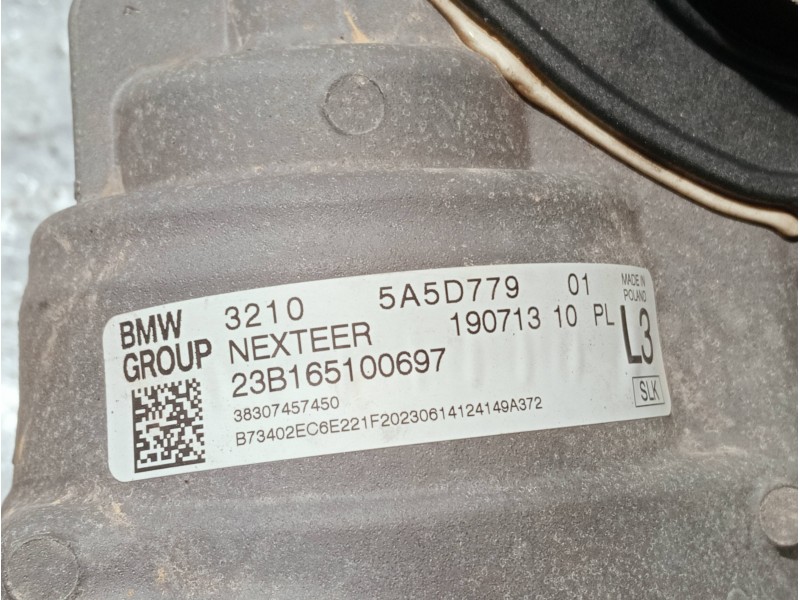 BMW GROUP
3210 5A5D779 01
MADE IN POLAND
NEXTEER 190713 10 PL
L3
23B165100697
38307457450
SLK
B73402EC6E221F20230614124149A372